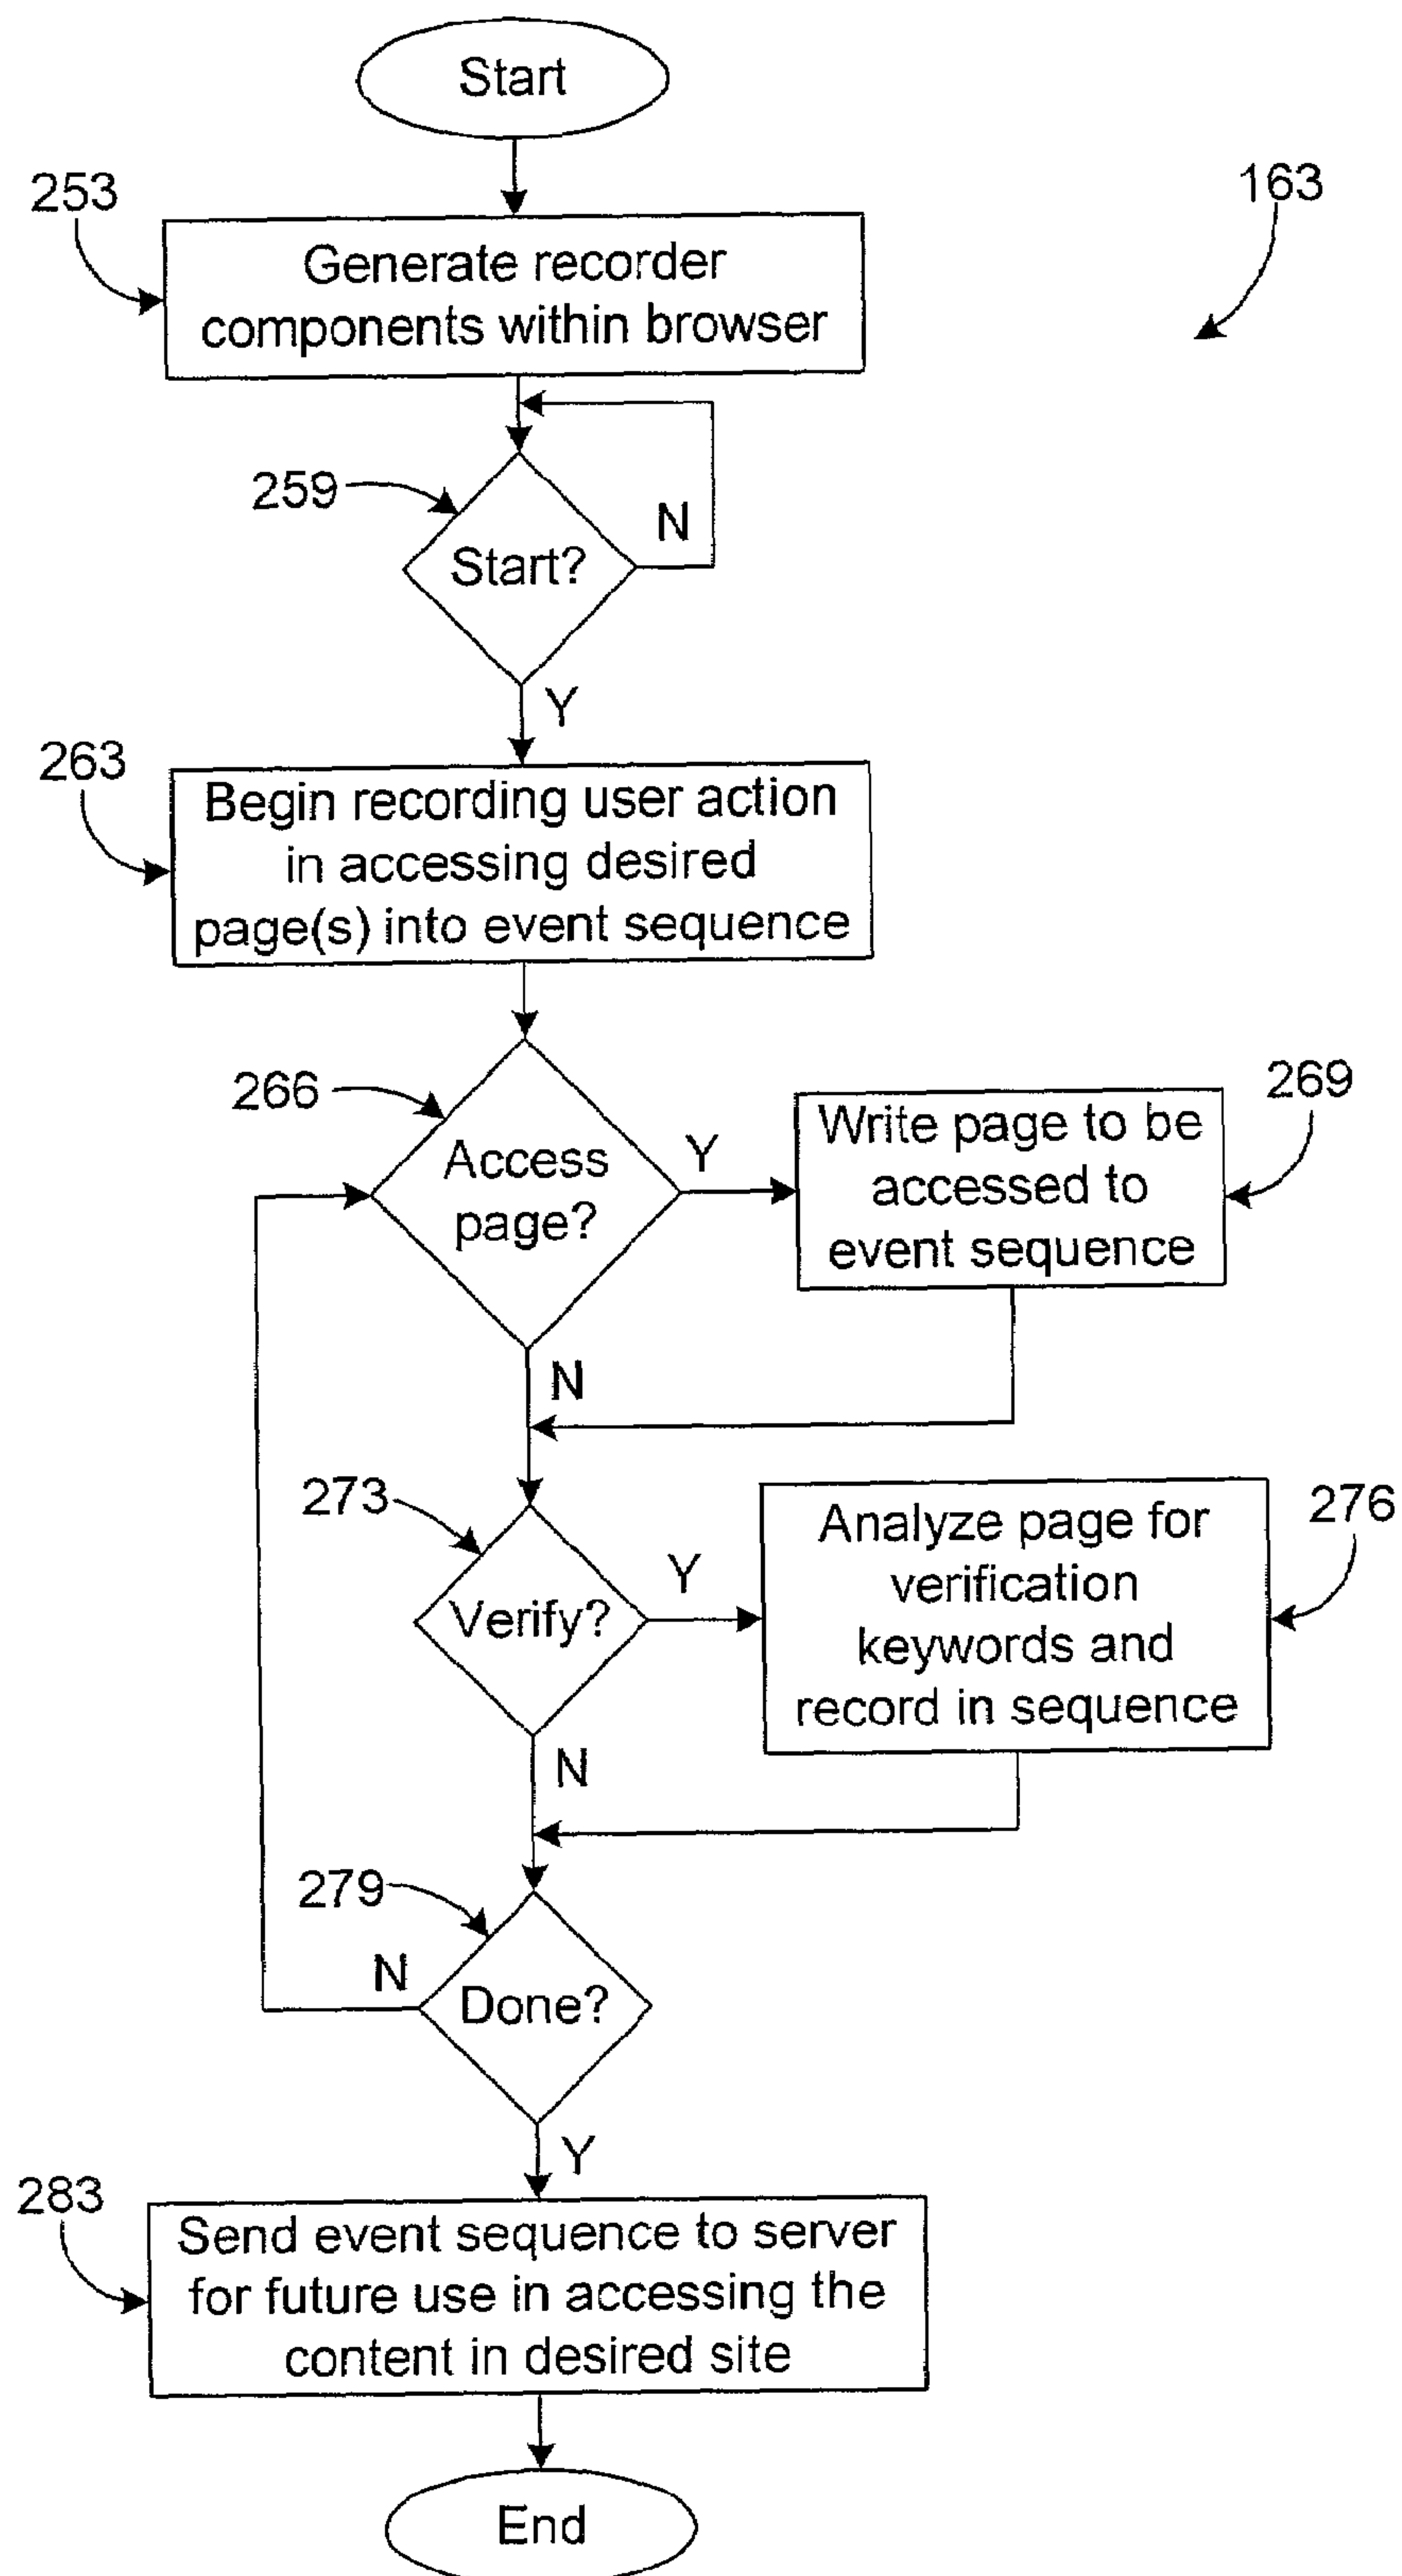 Start
253
163
Generate recorder
components within browser
259
N
Start?
Y
263
Begin recording user action
in accessing desired
page(s) into event sequence
266
269
Access
page?
Y
Write page to be
accessed to
event sequence
N
273
276
Verify?
Y
Analyze page for
verification
keywords and
record in sequence
N
279
N
Done?
Y
283
Send event sequence to server
for future use in accessing the
content in desired site
End